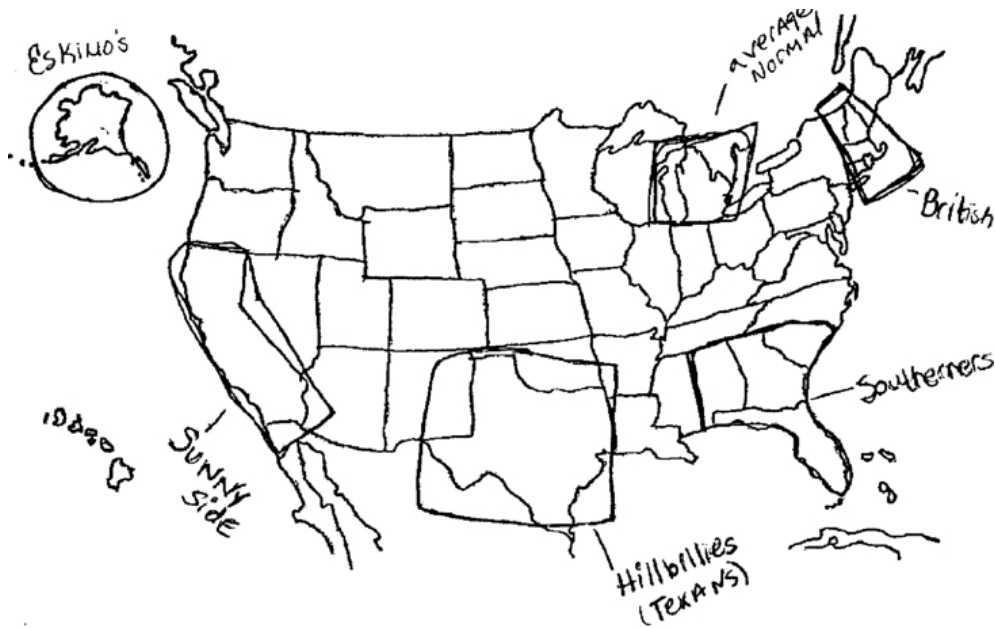 Eskimo's
average
Normal
British
Southerners
Sunny
Side
Hillbillies
(Texans)